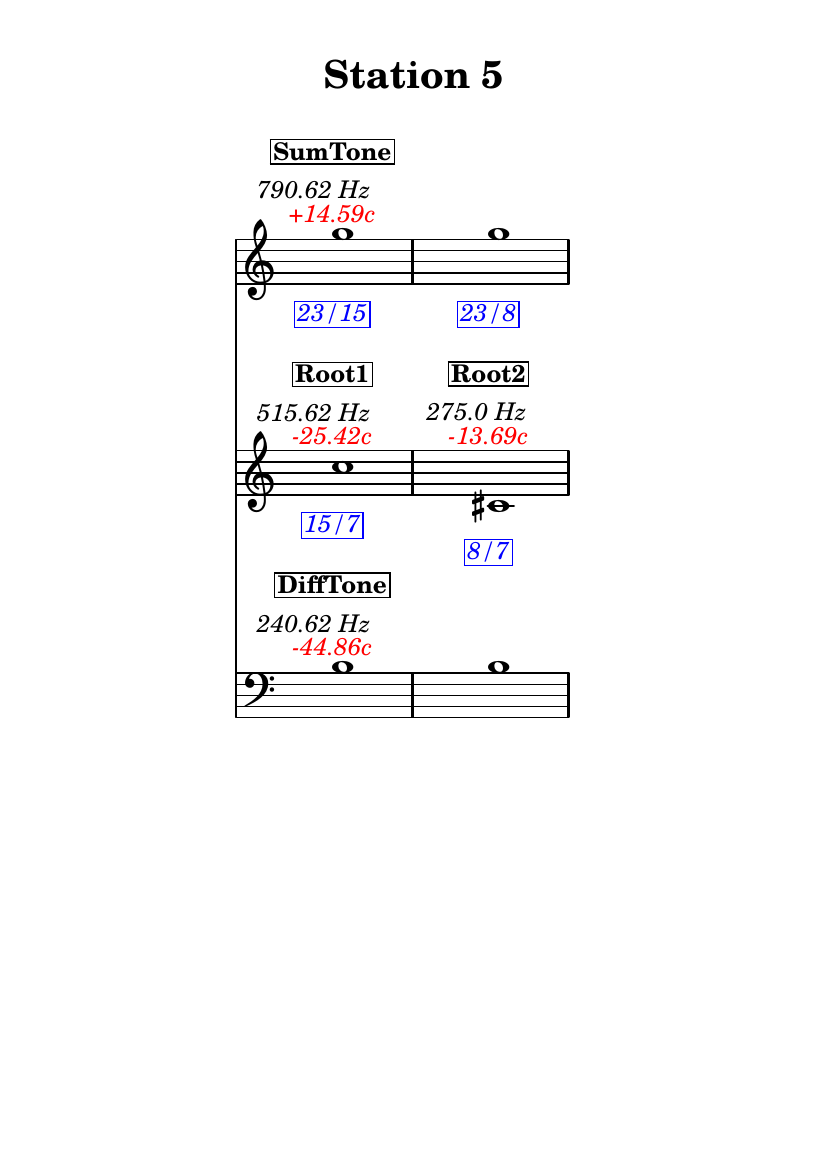 Station 5
SumTone
790.62 Hz
+14.59c
23/15 23/8
Root1 Root2
515.62 Hz 275.0 Hz
-25.42c -13.69c
15/7
8/7
DiffTone
240.62 Hz
-44.86c